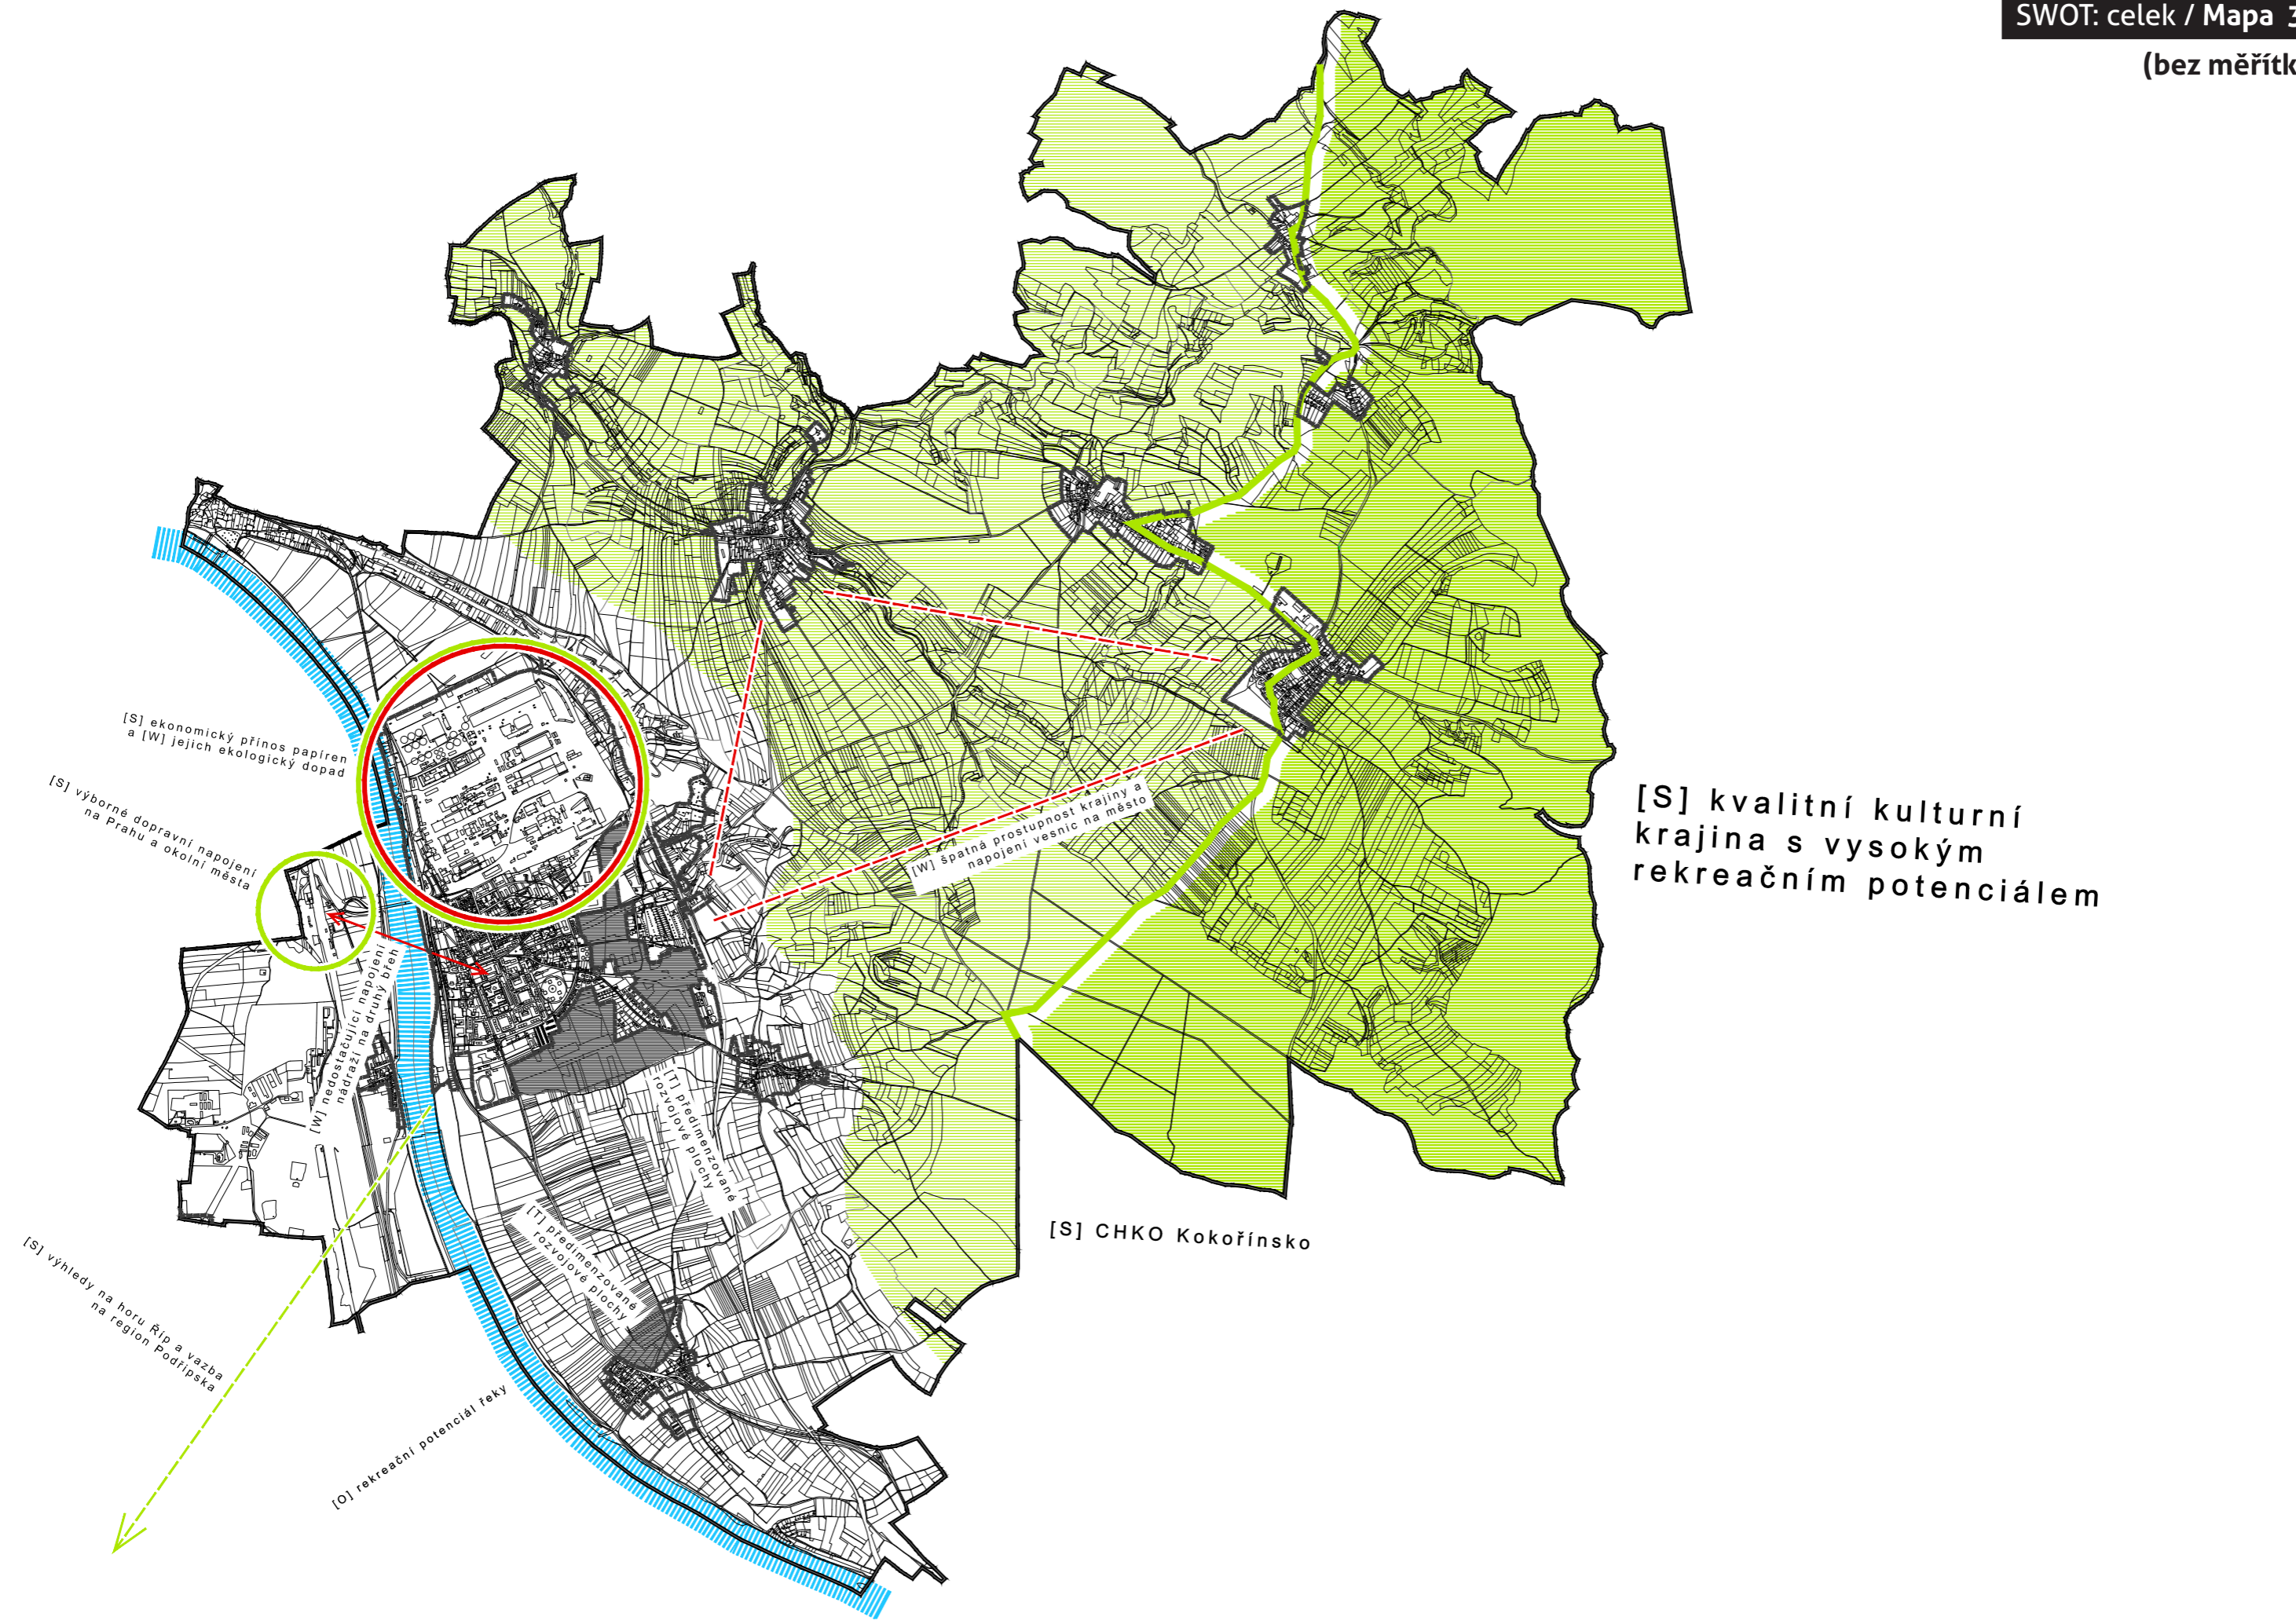 SWOT: celek / Mapa 3
(bez měřítk
[S] ekonomický přínos papíren
a [W] jejich ekologický dopad
[S] výborné dopravní napojení
na Prahu a okolní města
[W] špatná prostupnost krajiny a
napojení vesnic na město
[S] kvalitní kulturní
krajina s vysokým
rekreačním potenciálem
[W] nedostačující napojení
nádraží na druhý břeh
[T] předimenzované
rozvojové plochy
[T] předimenzované
rozvojové plochy
[S] CHKO Kokořínsko
[S] výhledy na horu Říp a vazba
na region Podřipska
[O] rekreační potenciál řeky